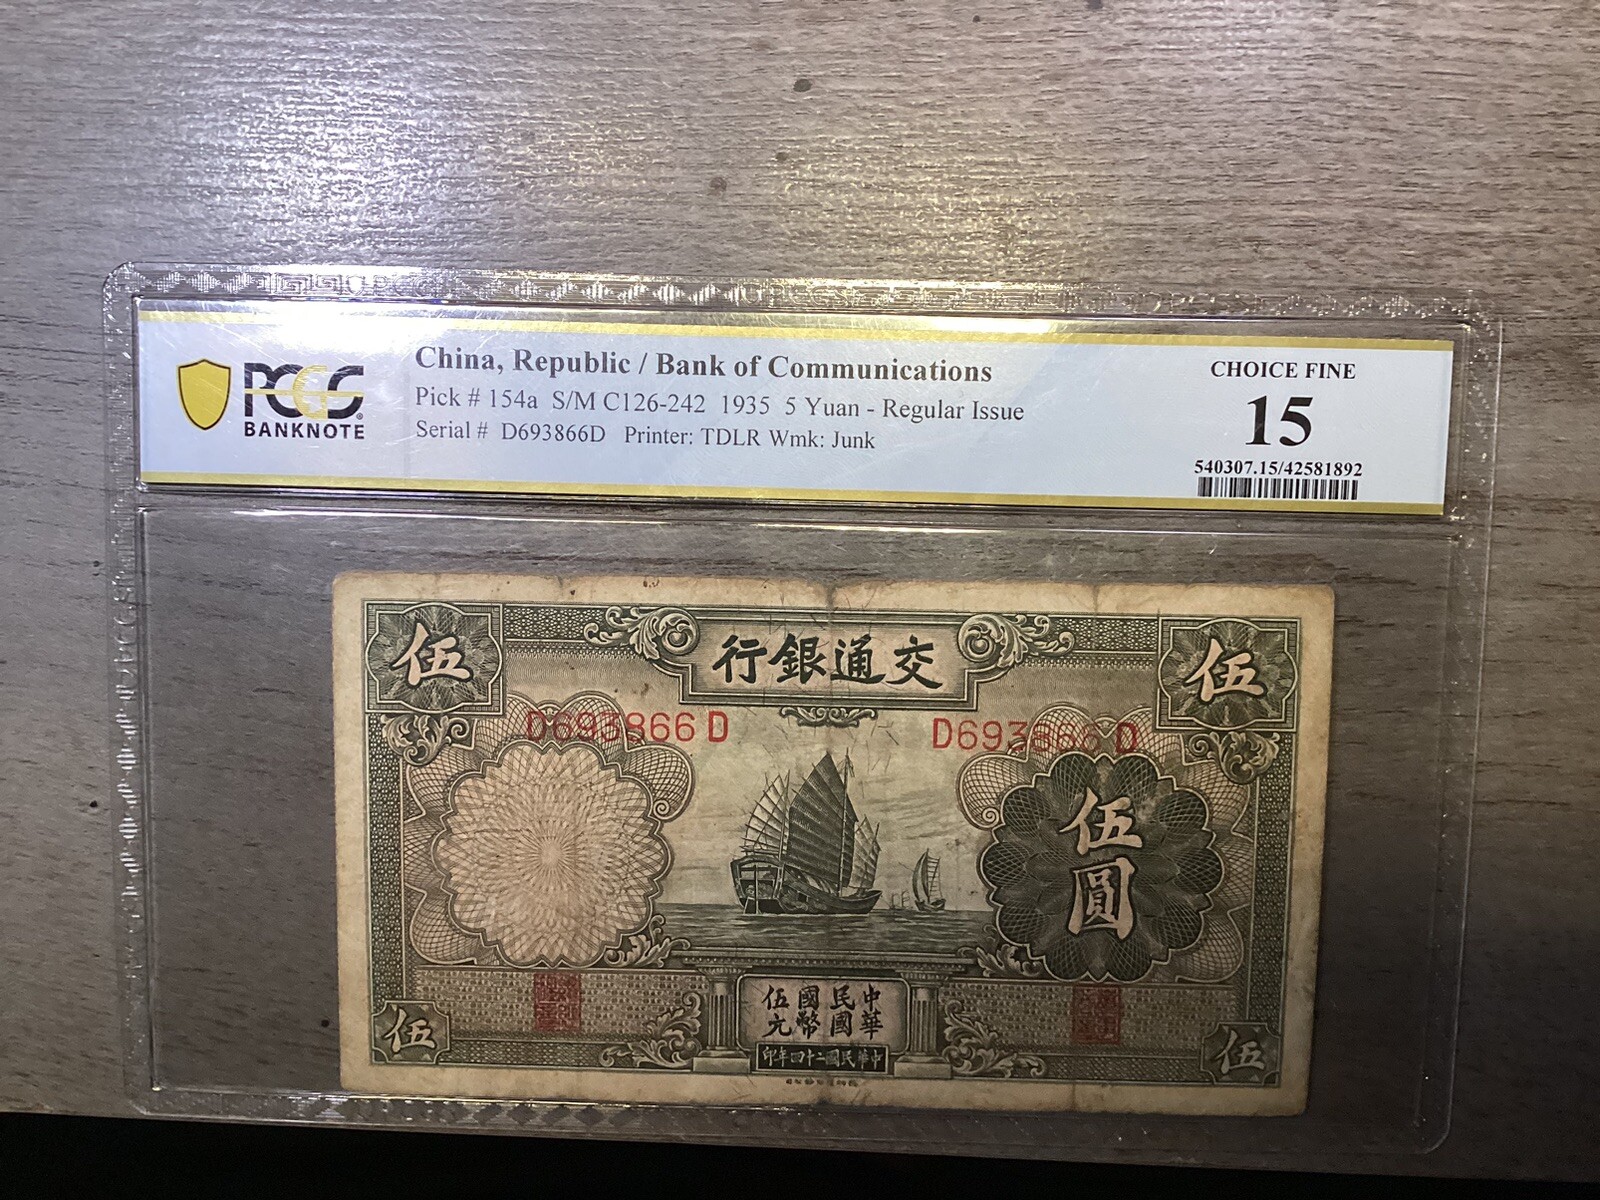 PCGS
BANKNOTE
China, Republic / Bank of Communications
Pick # 154a S/M C126-242 1935 5 Yuan - Regular Issue
Serial # D693866D Printer: TDLR Wmk: Junk
CHOICE FINE
15
540307.15/42581892
伍 行銀通交 伍
D693866D D693866D
伍圓
中華民國國幣伍元
印年四十二國民華中
伍 伍